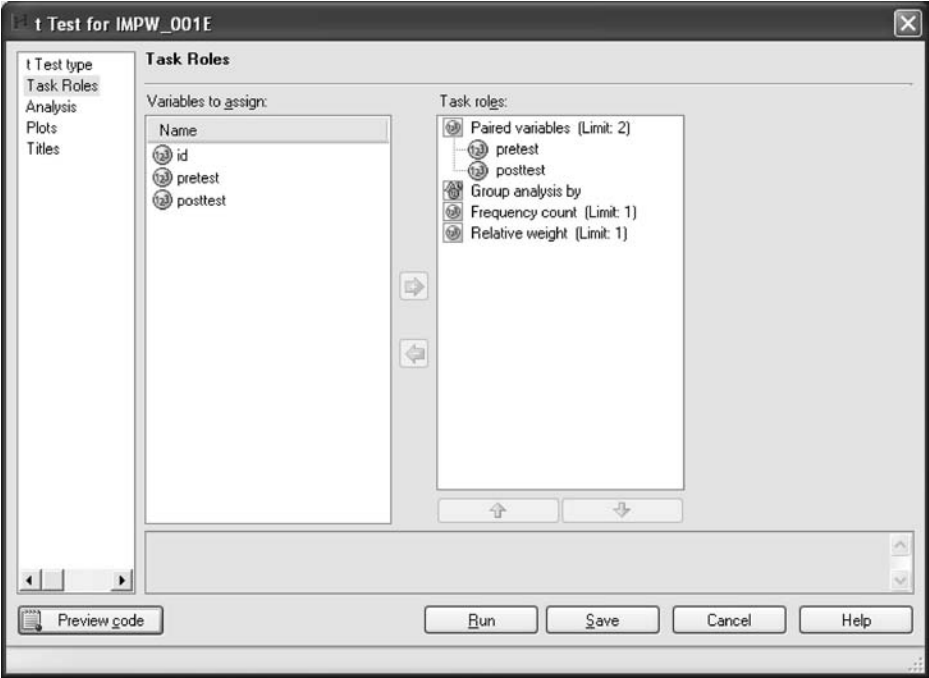 t Test for IMPW_001E
t Test type
Task Roles
Analysis
Plots
Titles
Task Roles
Variables to assign:
Name
id
pretest
posttest
Task roles:
Paired variables (Limit: 2)
pretest
posttest
Group analysis by
Frequency count (Limit: 1)
Relative weight (Limit: 1)
Preview code
Run
Save
Cancel
Help